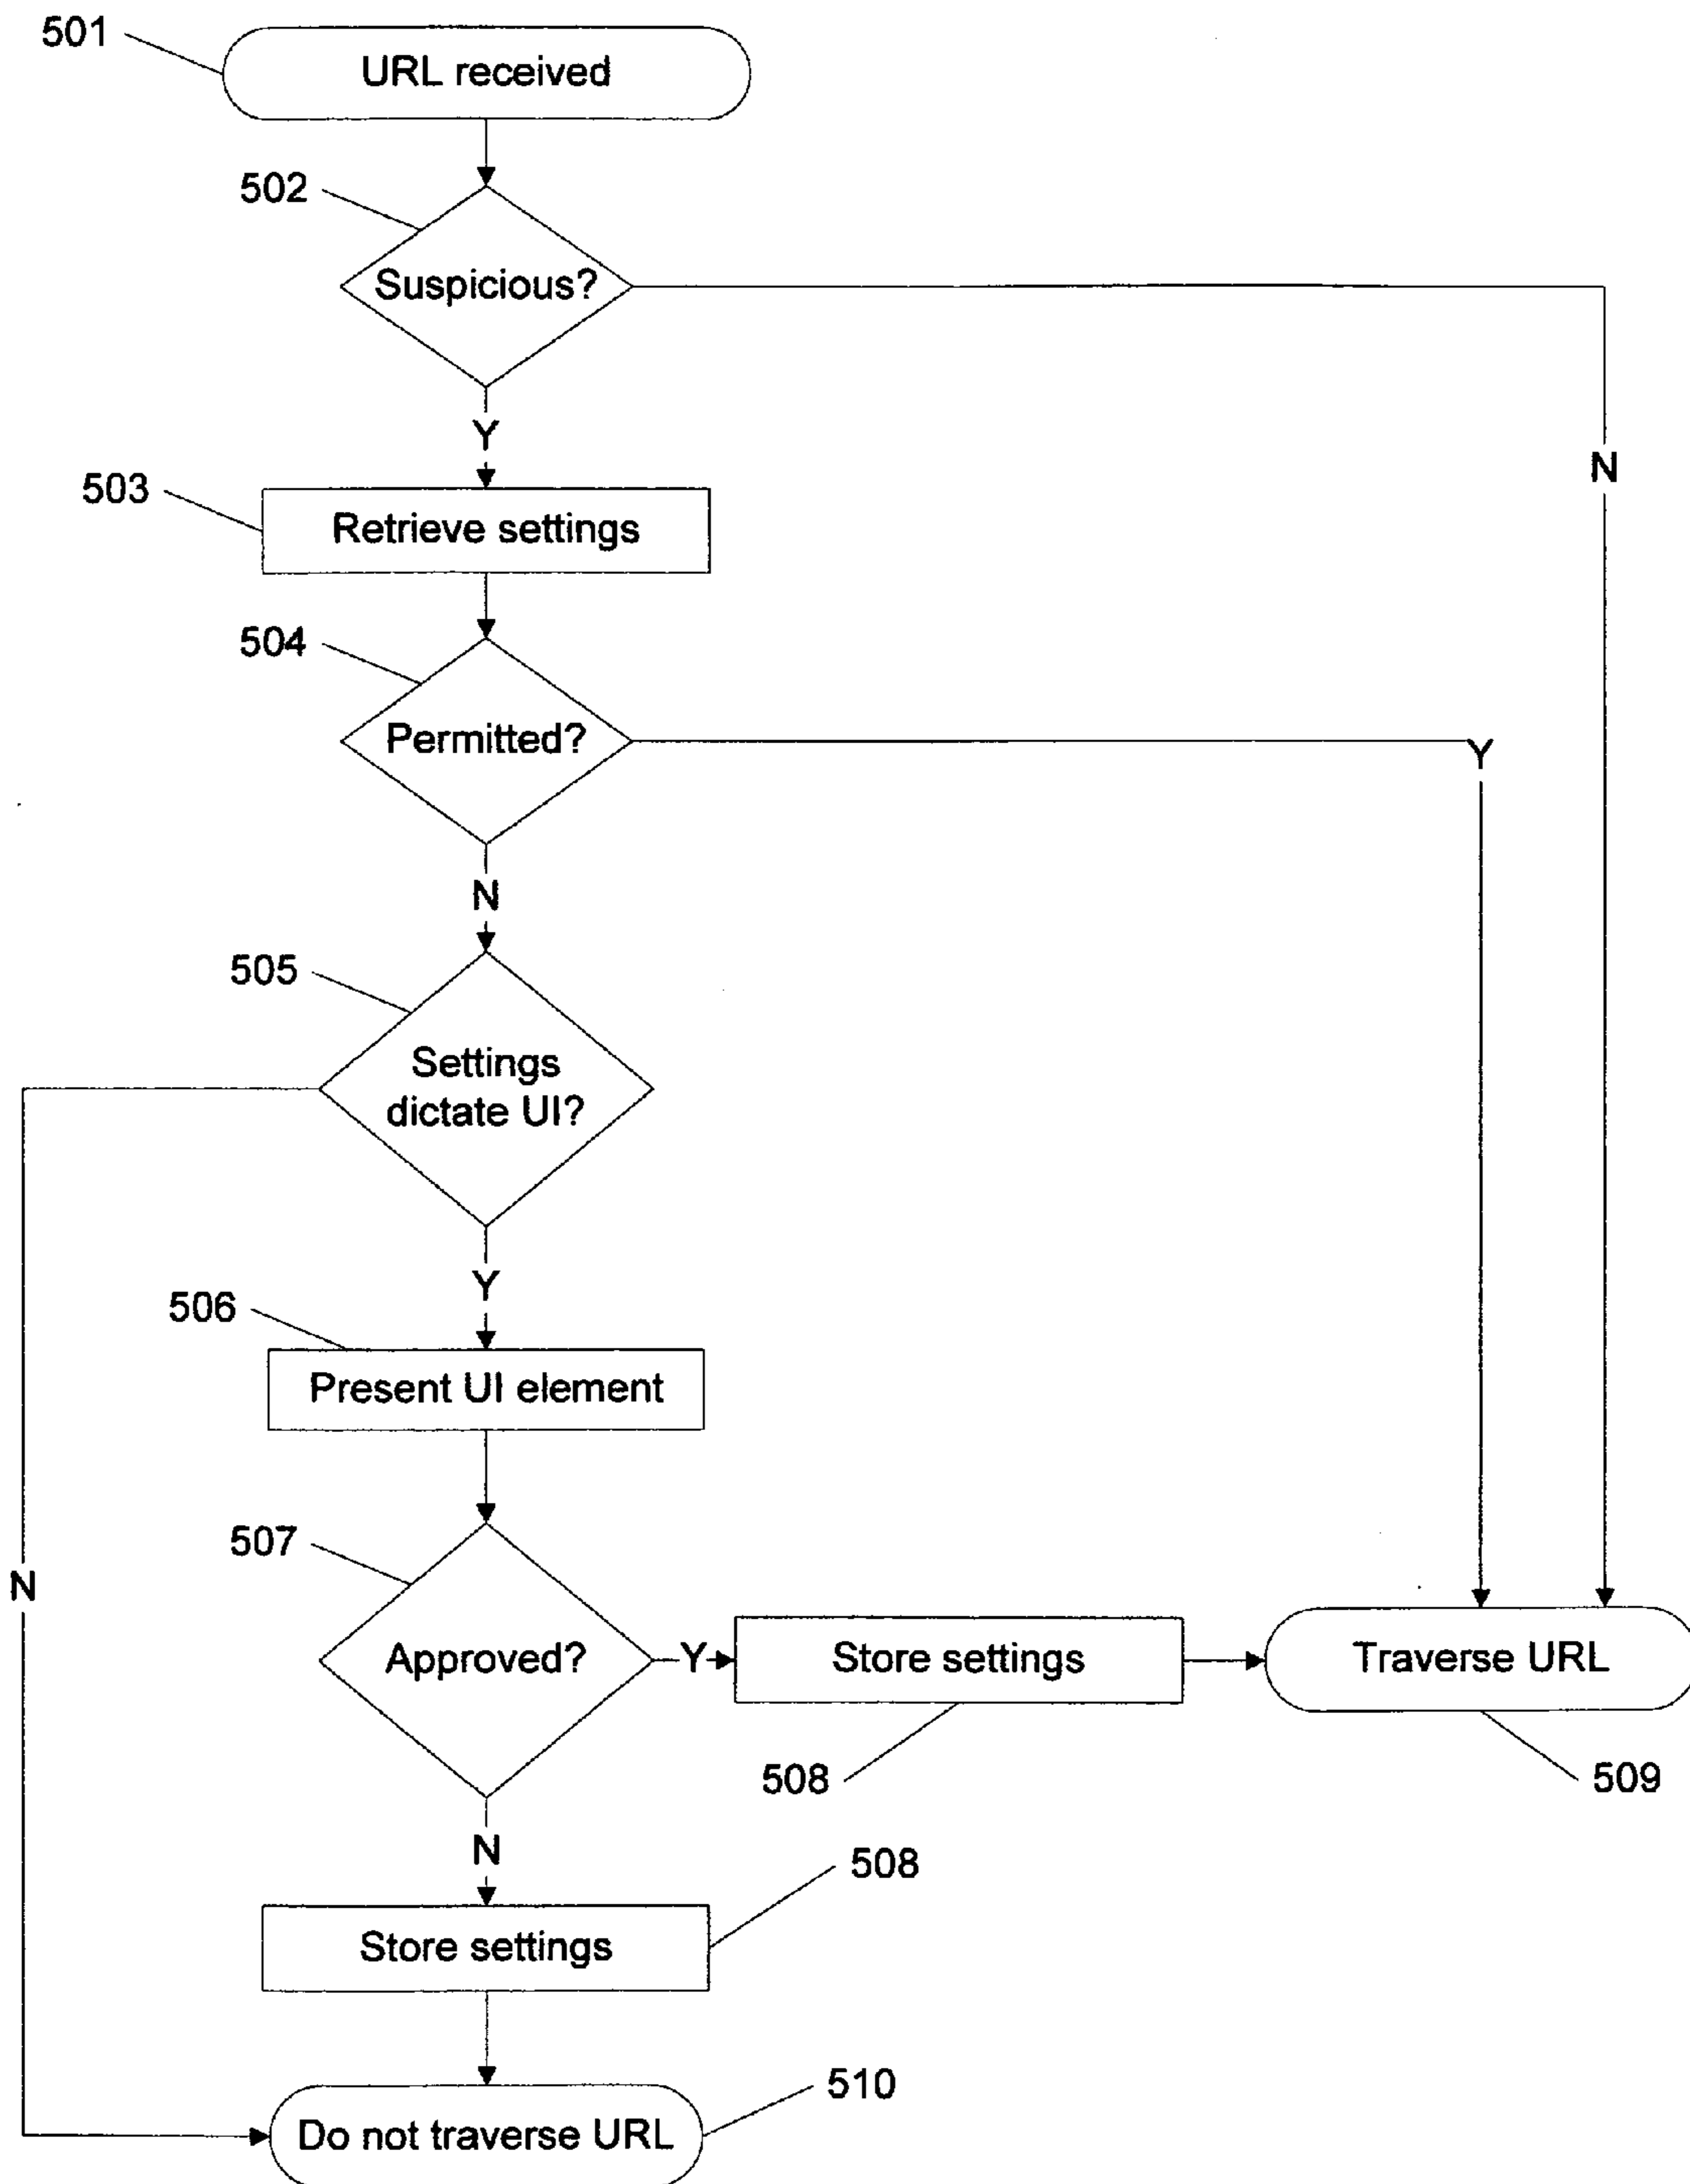 501
URL received
502
Suspicious?
Y
N
503
Retrieve settings
504
Permitted?
Y
N
505
Settings
dictate UI?
Y
506
Present UI element
N
507
Approved?
Y
Store settings
Traverse URL
508
509
N
508
Store settings
510
Do not traverse URL